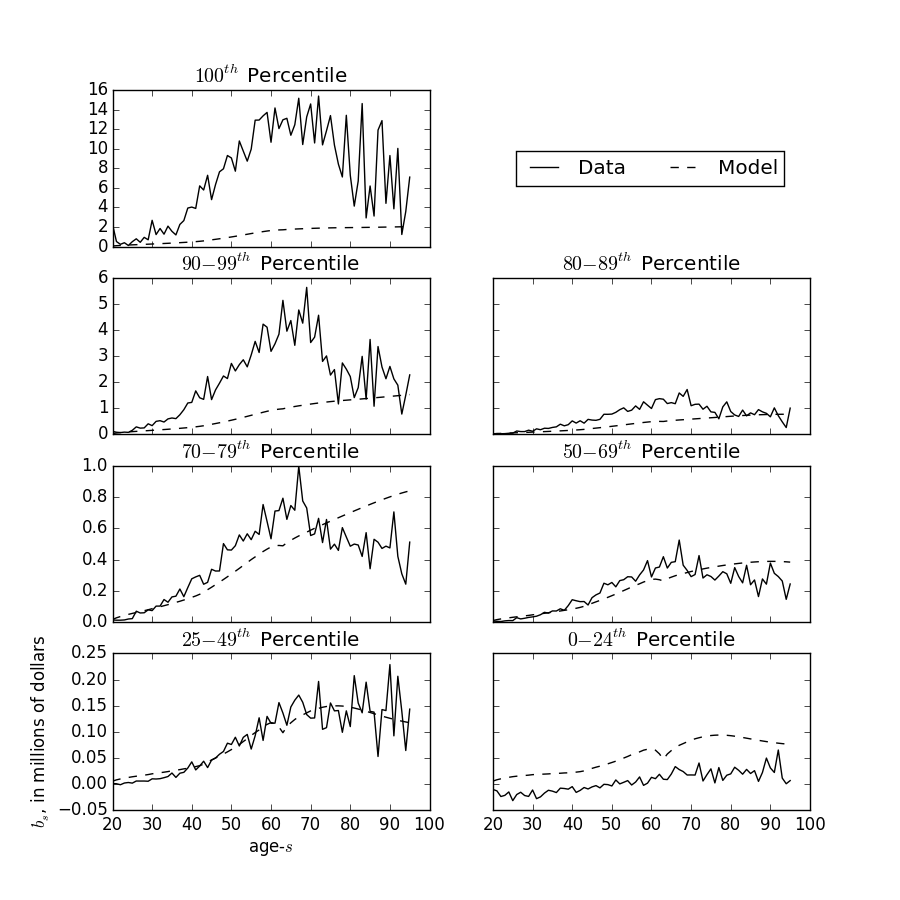 100th Percentile
16
14
12
10
8
6
4
2
0
Data Model
90−99th Percentile
6
5
4
3
2
1
0
80−89th Percentile
70−79th Percentile
1.0
0.8
0.6
0.4
0.2
0.0
50−69th Percentile
25−49th Percentile
0.25
0.20
0.15
0.10
0.05
0.00
−0.05
20 30 40 50 60 70 80 90 100
age-s
bs, in millions of dollars
0−24th Percentile
20 30 40 50 60 70 80 90 100